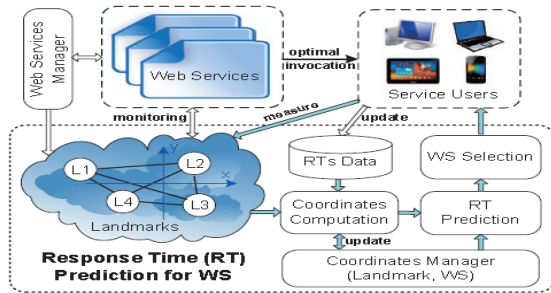 Web Services
Manager
Web Services
optimal
invocation
Service Users
monitoring
measure
update
y
x
L1
L2
L4
L3
Landmarks
RTs Data
WS Selection
Coordinates
Computation
RT
Prediction
update
Coordinates Manager
(Landmark, WS)
Response Time (RT)
Prediction for WS